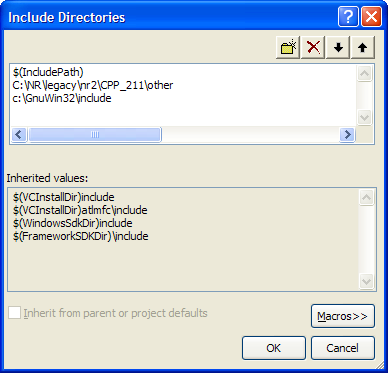 Include Directories
$(IncludePath)
C:\NR\legacy\nr2\CPP_211\other
c:\GnuWin32\include
Inherited values:
$(VCInstallDir)include
$(VCInstallDir)atlmfc\include
$(WindowsSdkDir)include
$(FrameworkSDKDir)\include
Inherit from parent or project defaults
Macros>>
OK
Cancel